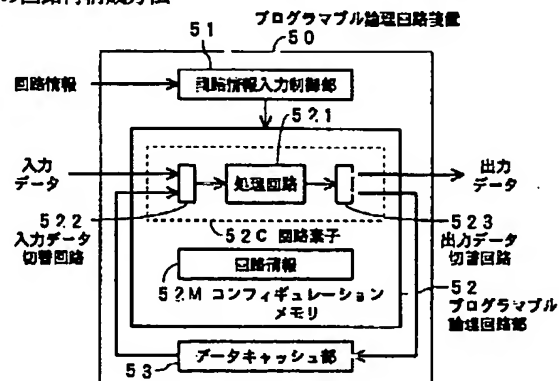 の回路再構成方法
プログラマブル論理回路装置
50
51
回路情報
回路情報入力制御部
521
入力
データ
処理回路
出力
データ
522
入力データ
切替回路
523
出力データ
切替回路
52C 回路素子
回路情報
52M コンフィギュレーション
メモリ
52
プログラマブル
論理回路部
データキャッシュ部
53